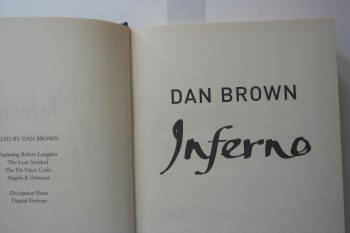 ALSO BY DAN BROWN
Featuring Robert Langdon
The Lost Symbol
The Da Vinci Code
Angels & Demons
Deception Point
Digital Fortress
DAN BROWN
Inferno